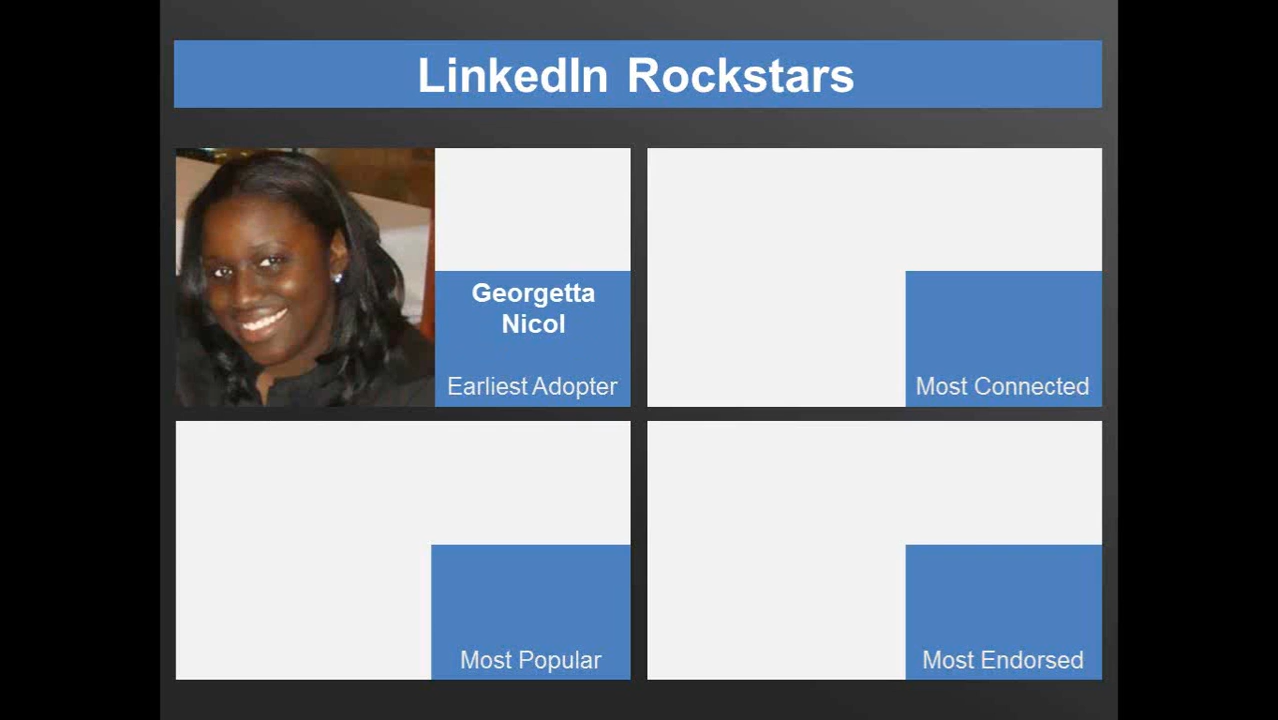 LinkedIn Rockstars
Georgetta
Nicol
Earliest Adopter
Most Connected
Most Popular
Most Endorsed